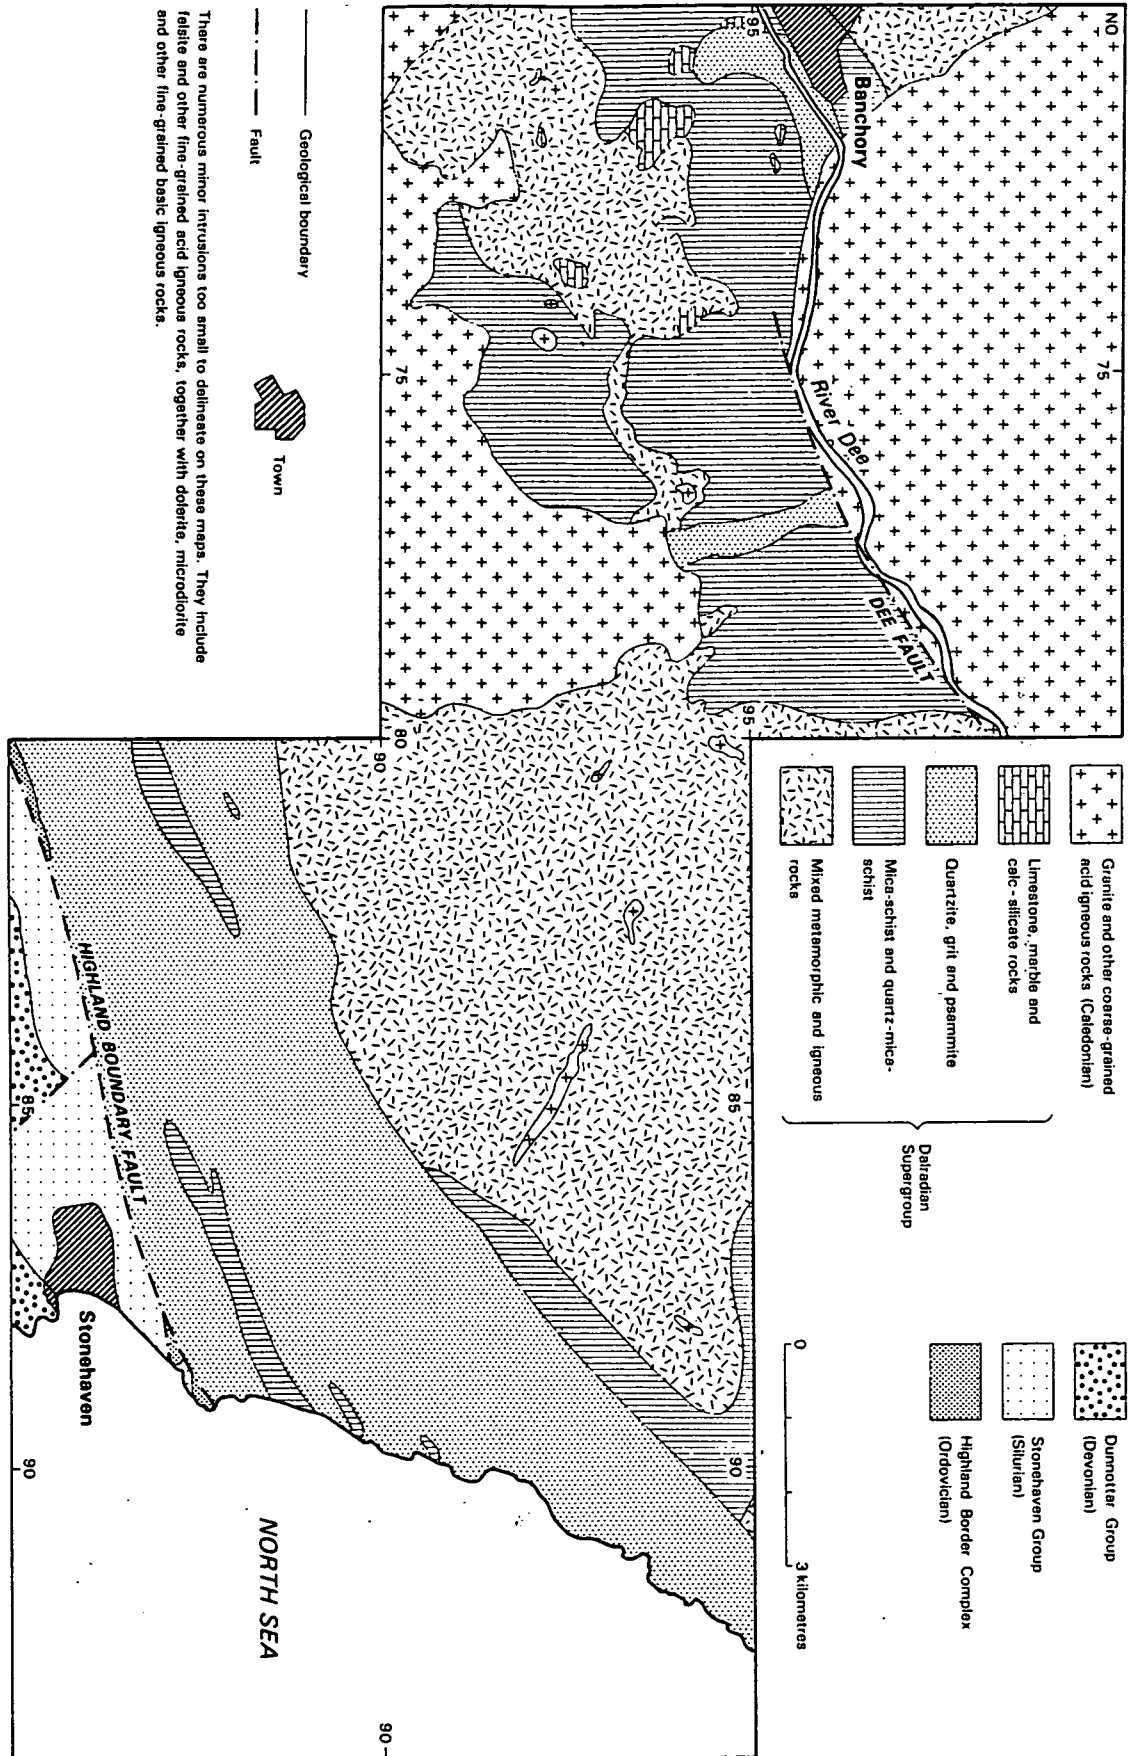 NO
75
95
Banchory
River Dee
DEE FAULT
75
95
80
90
85
90
90
HIGHLAND BOUNDARY FAULT
85
Stonehaven
90
NORTH SEA
Granite and other coarse-grained
acid igneous rocks (Caledonian)
Limestone, marble and
calc-silicate rocks
Quartzite, grit and psammite
Mica-schist and quartz-mica-
schist
Mixed metamorphic and igneous
rocks
Dalradian
Supergroup
Dunnottar Group
(Devonian)
Stonehaven Group
(Silurian)
Highland Border Complex
(Ordovician)
0
3 kilometres
Geological boundary
Fault
Town
There are numerous minor intrusions too small to delineate on these maps. They include
felsite and other fine-grained acid igneous rocks, together with dolerite, microdiorite
and other fine-grained basic igneous rocks.